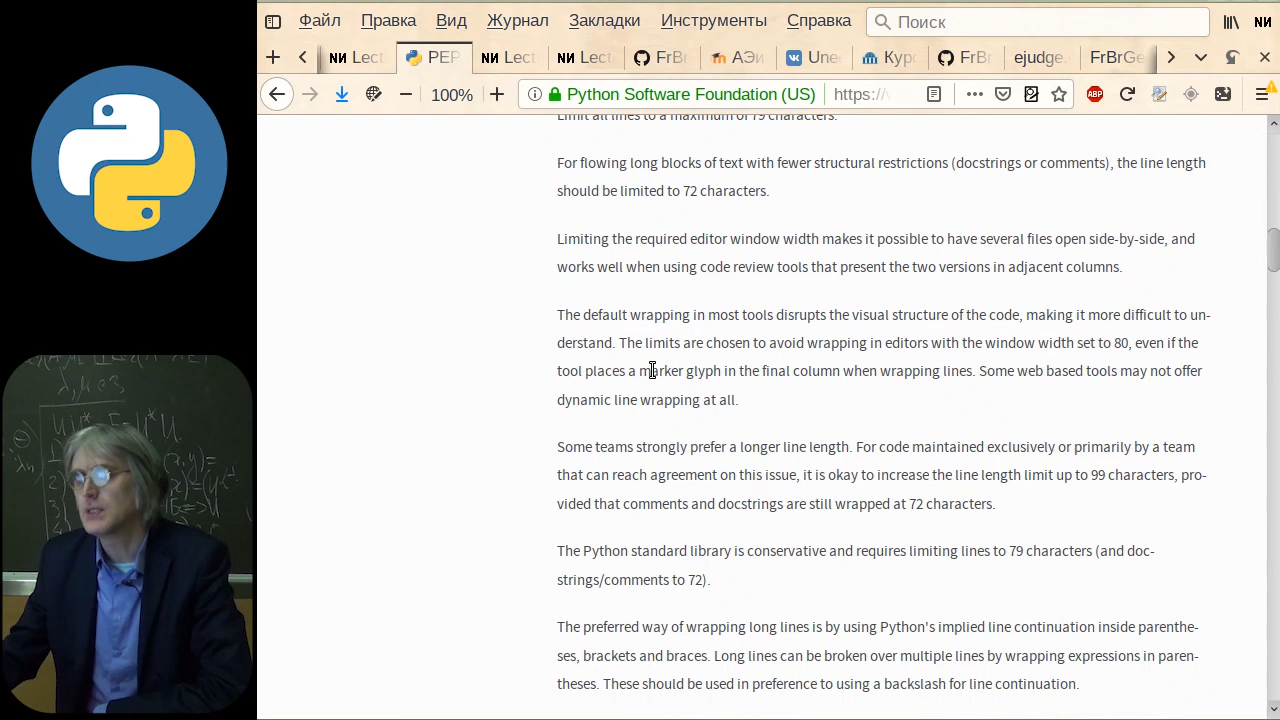 Файл Правка Вид Журнал Закладки Инструменты Справка Поиск
Lect PEP Lect Lect FrBr АЭи Une Курс FrBr ejudge. FrBrGe
100% Python Software Foundation (US) https://
Limit all lines to a maximum of 79 characters.
For flowing long blocks of text with fewer structural restrictions (docstrings or comments), the line length
should be limited to 72 characters.
Limiting the required editor window width makes it possible to have several files open side-by-side, and
works well when using code review tools that present the two versions in adjacent columns.
The default wrapping in most tools disrupts the visual structure of the code, making it more difficult to un-
derstand. The limits are chosen to avoid wrapping in editors with the window width set to 80, even if the
tool places a marker glyph in the final column when wrapping lines. Some web based tools may not offer
dynamic line wrapping at all.
Some teams strongly prefer a longer line length. For code maintained exclusively or primarily by a team
that can reach agreement on this issue, it is okay to increase the line length limit up to 99 characters, pro-
vided that comments and docstrings are still wrapped at 72 characters.
The Python standard library is conservative and requires limiting lines to 79 characters (and doc-
strings/comments to 72).
The preferred way of wrapping long lines is by using Python's implied line continuation inside parenthe-
ses, brackets and braces. Long lines can be broken over multiple lines by wrapping expressions in paren-
theses. These should be used in preference to using a backslash for line continuation.